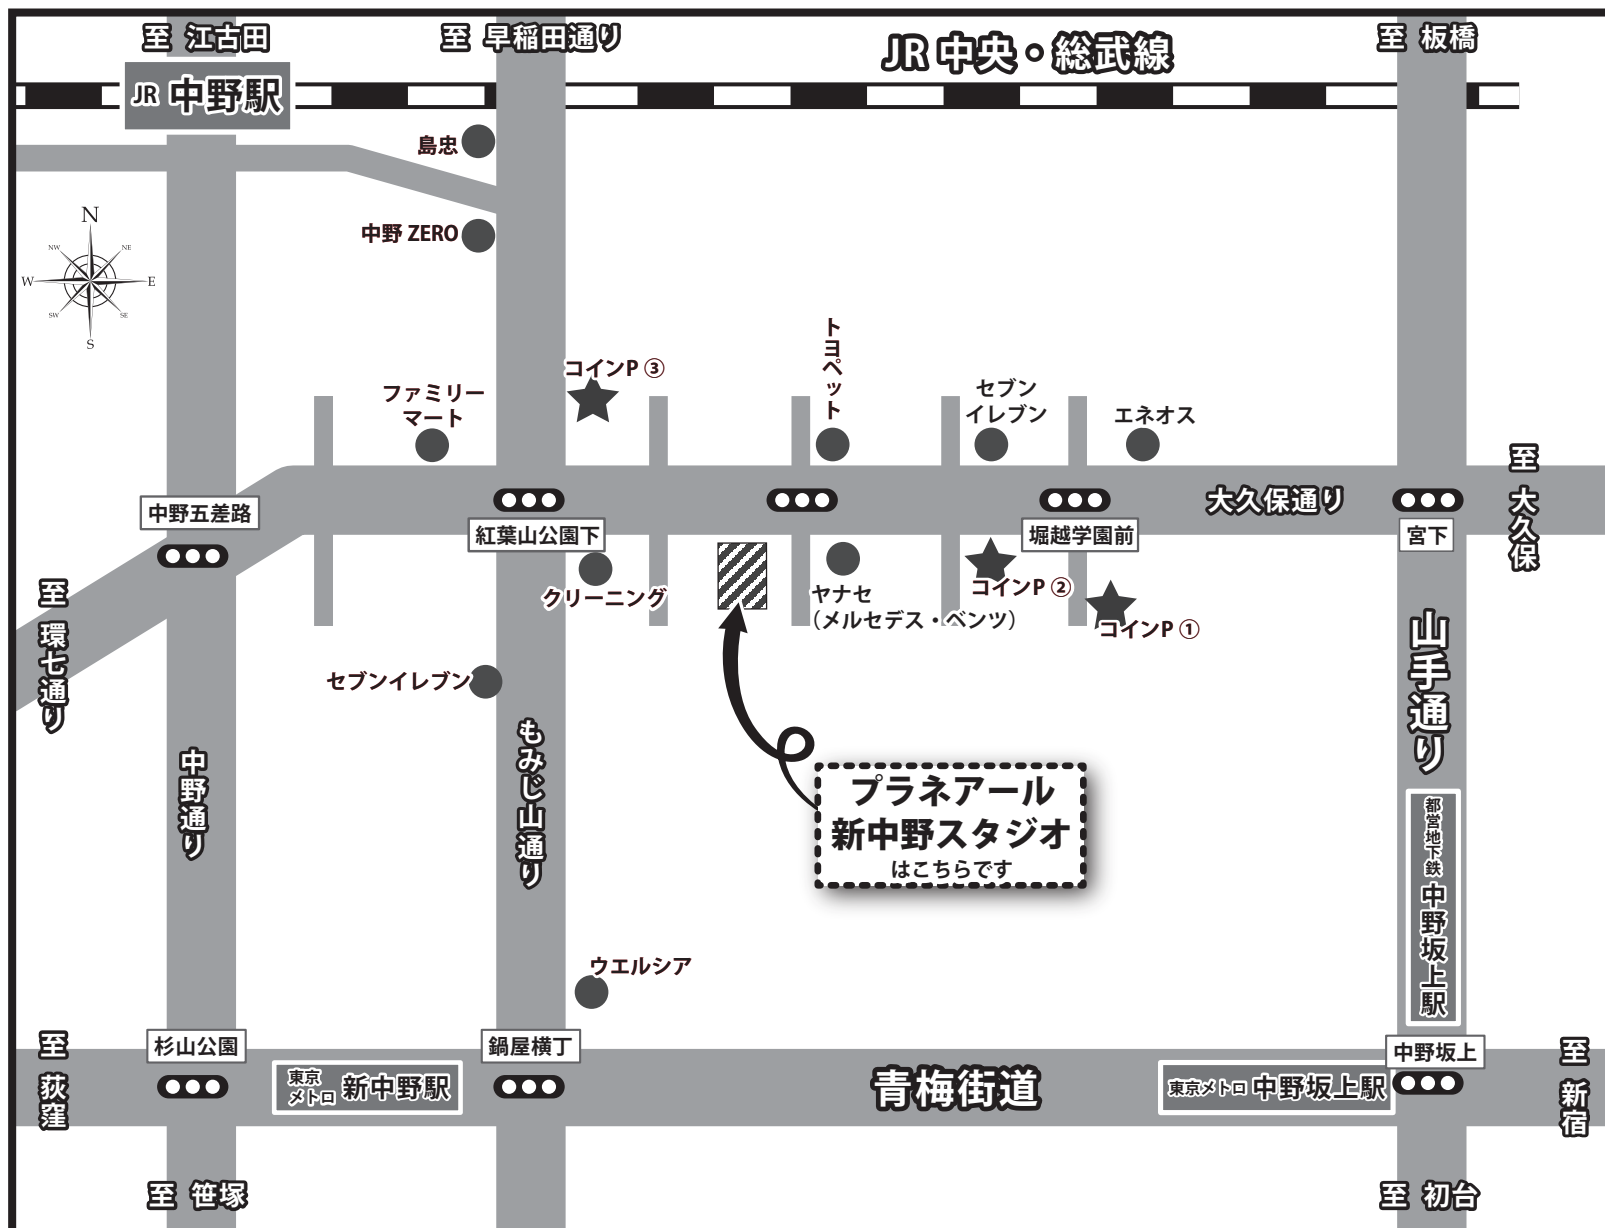 至 江古田
至 早稲田通り
JR 中央・総武線
至 板橋
JR 中野駅
島忠
中野 ZERO
N
NW
NE
W
E
SW
SE
S
コインP ③
ファミリー
マート
トヨペット
セブン
イレブン
エネオス
中野五差路
紅葉山公園下
堀越学園前
大久保通り
宮下
至 大久保
クリーニング
ヤナセ
（メルセデス・ベンツ）
コインP ②
コインP ①
至 環七通り
セブンイレブン
山手通り
中野通り
もみじ山通り
プラネアール
新中野スタジオ
はこちらです
都営地下鉄 中野坂上駅
ウエルシア
至 荻窪
杉山公園
東京
メトロ 新中野駅
鍋屋横丁
青梅街道
東京メトロ 中野坂上駅
中野坂上
至 新宿
至 笹塚
至 初台